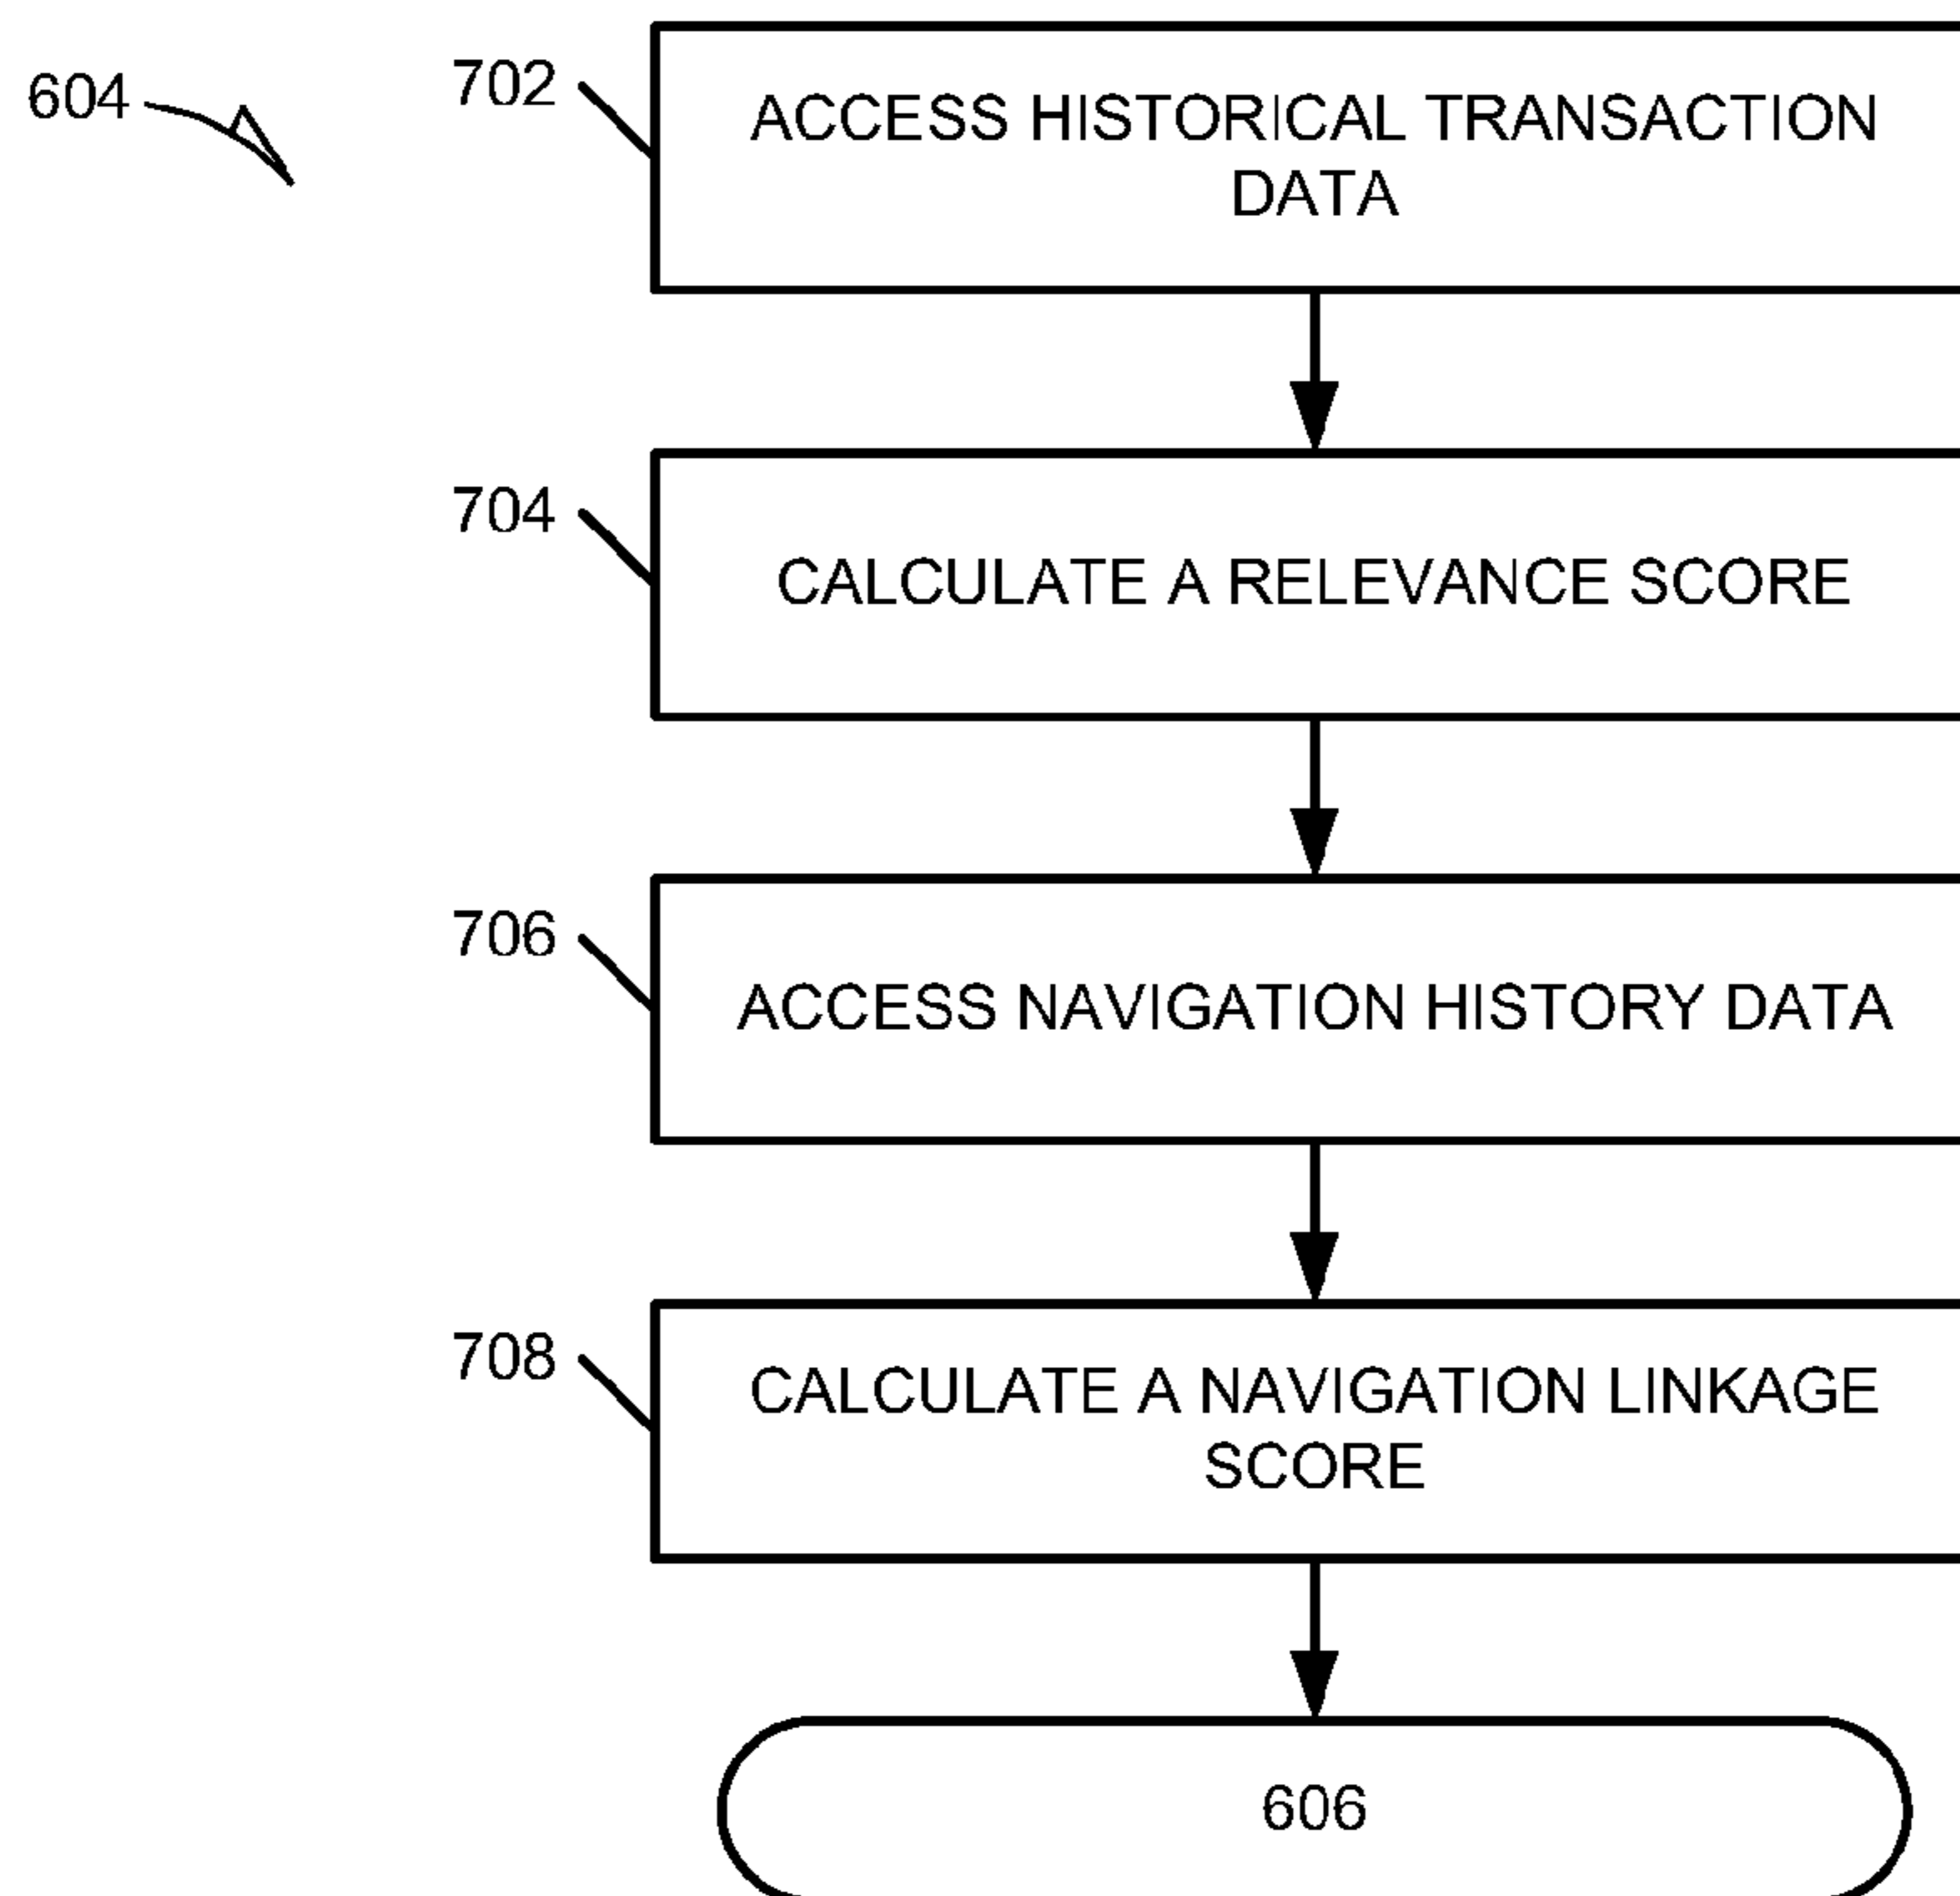 604
702
ACCESS HISTORICAL TRANSACTION
DATA
704
CALCULATE A RELEVANCE SCORE
706
ACCESS NAVIGATION HISTORY DATA
708
CALCULATE A NAVIGATION LINKAGE
SCORE
606